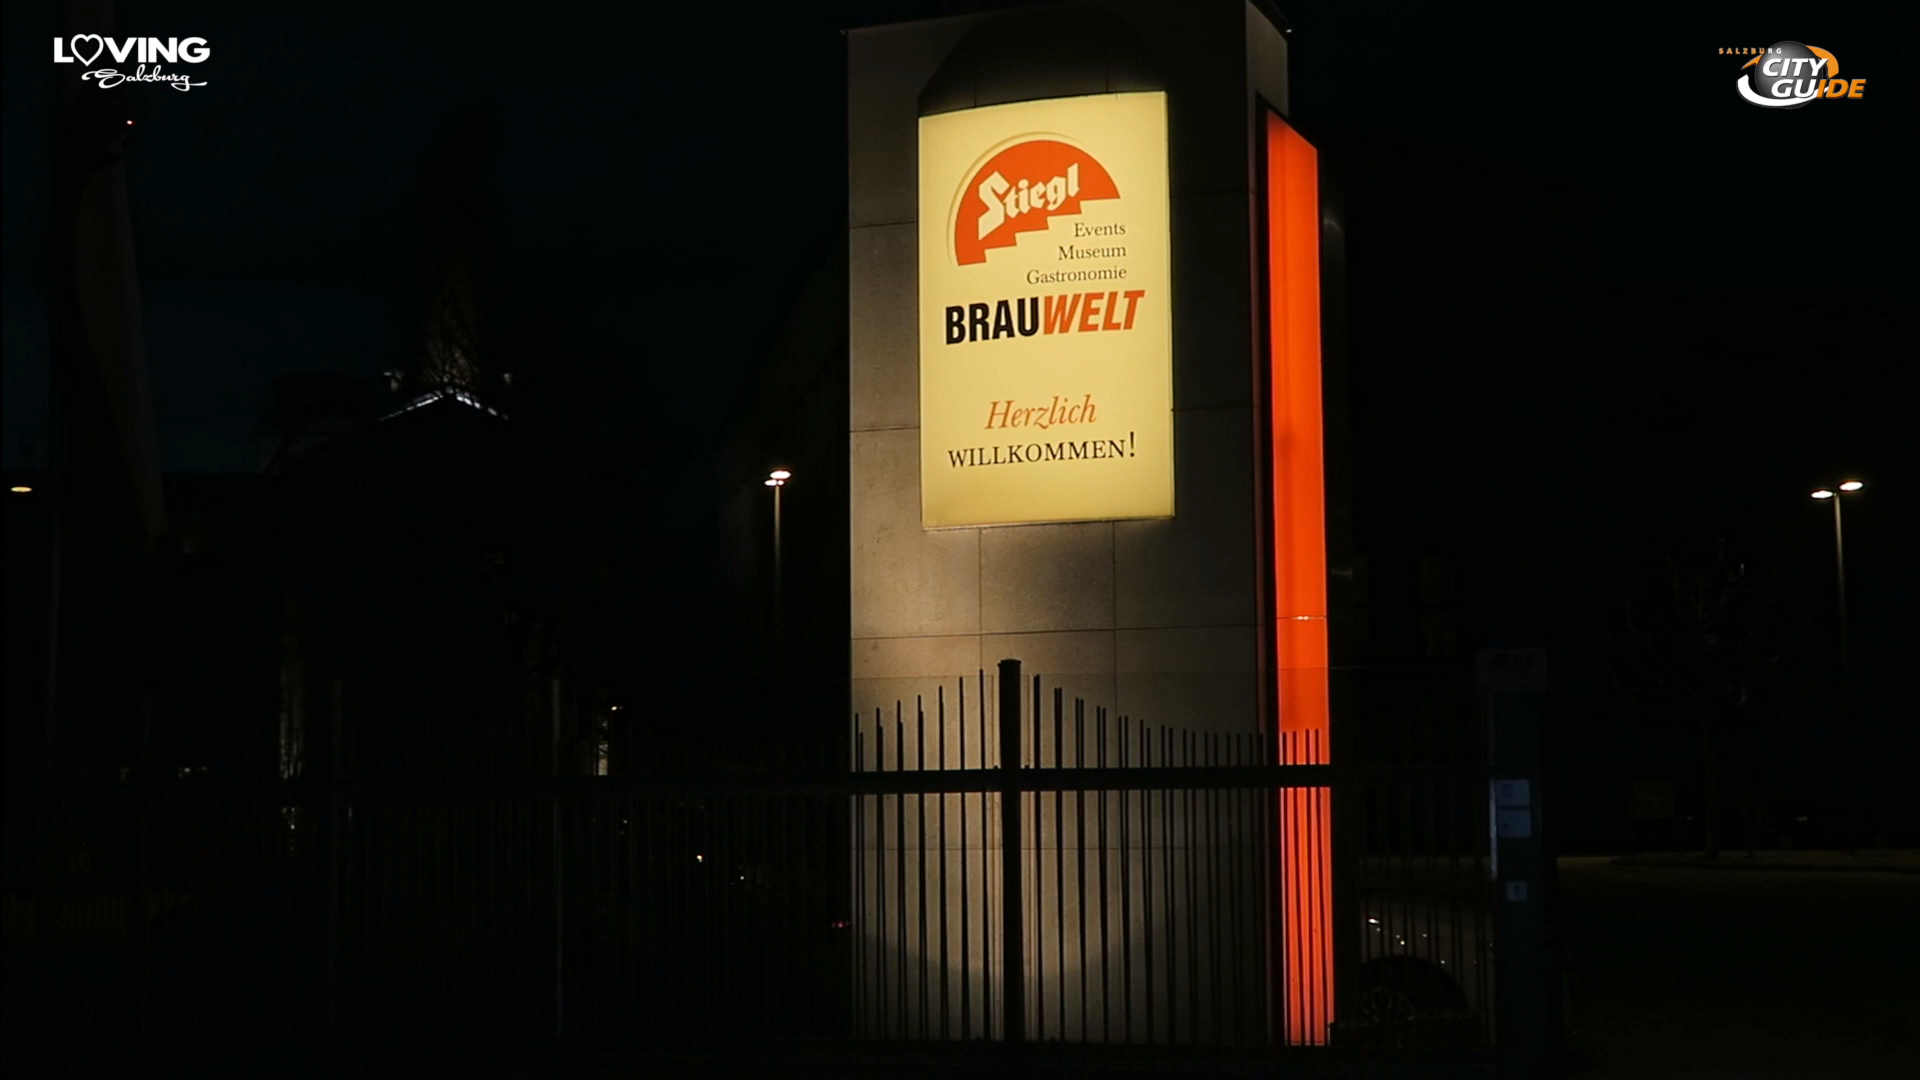 LOVING
Salzburg
SALZBURG
CITY
GUIDE
Stiegl
Events
Museum
Gastronomie
BRAUWELT
Herzlich
WILLKOMMEN!